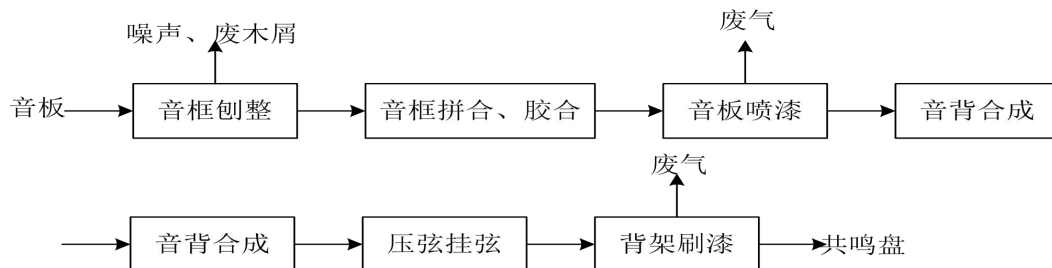 噪声、废木屑
废气
音板
音框刨整
音框拼合、胶合
音板喷漆
音背合成
废气
音背合成
压弦挂弦
背架刷漆
共鸣盘